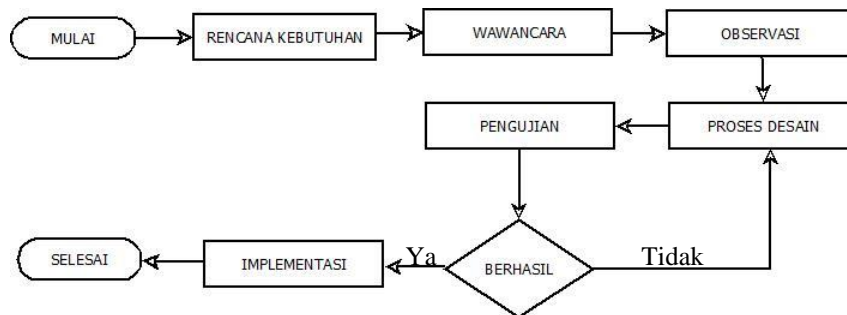 MULAI
RENCANA KEBUTUHAN
WAWANCARA
OBSERVASI
PROSES DESAIN
PENGUJIAN
BERHASIL
Tidak
Ya
IMPLEMENTASI
SELESAI